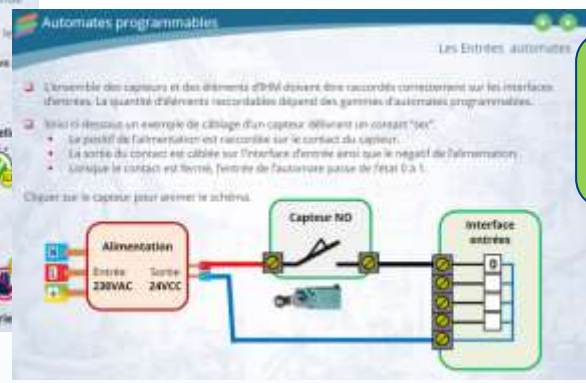 Automates programmables
Les Entrées automates
L'ensemble des capteurs et des éléments d'IHM doivent être raccordés correctement sur les interfaces
d'entrées. La quantité d'éléments raccordables dépend des gammes d'automates programmables.
Voici ci-dessous un exemple de câblage d'un capteur délivrant un contact "sec".
Le positif de l'alimentation est raccordée sur le contact du capteur.
La sortie du contact est câblée sur l'interface d'entrée ainsi que le négatif de l'alimentation.
Lorsque le contact est fermé, l'entrée de l'automate passe de l'état 0 à 1.
Cliquer sur le capteur pour animer le schéma.
Capteur NO
Interface
entrées
Alimentation
N
Entrée Sortie
230VAC 24VCC
0